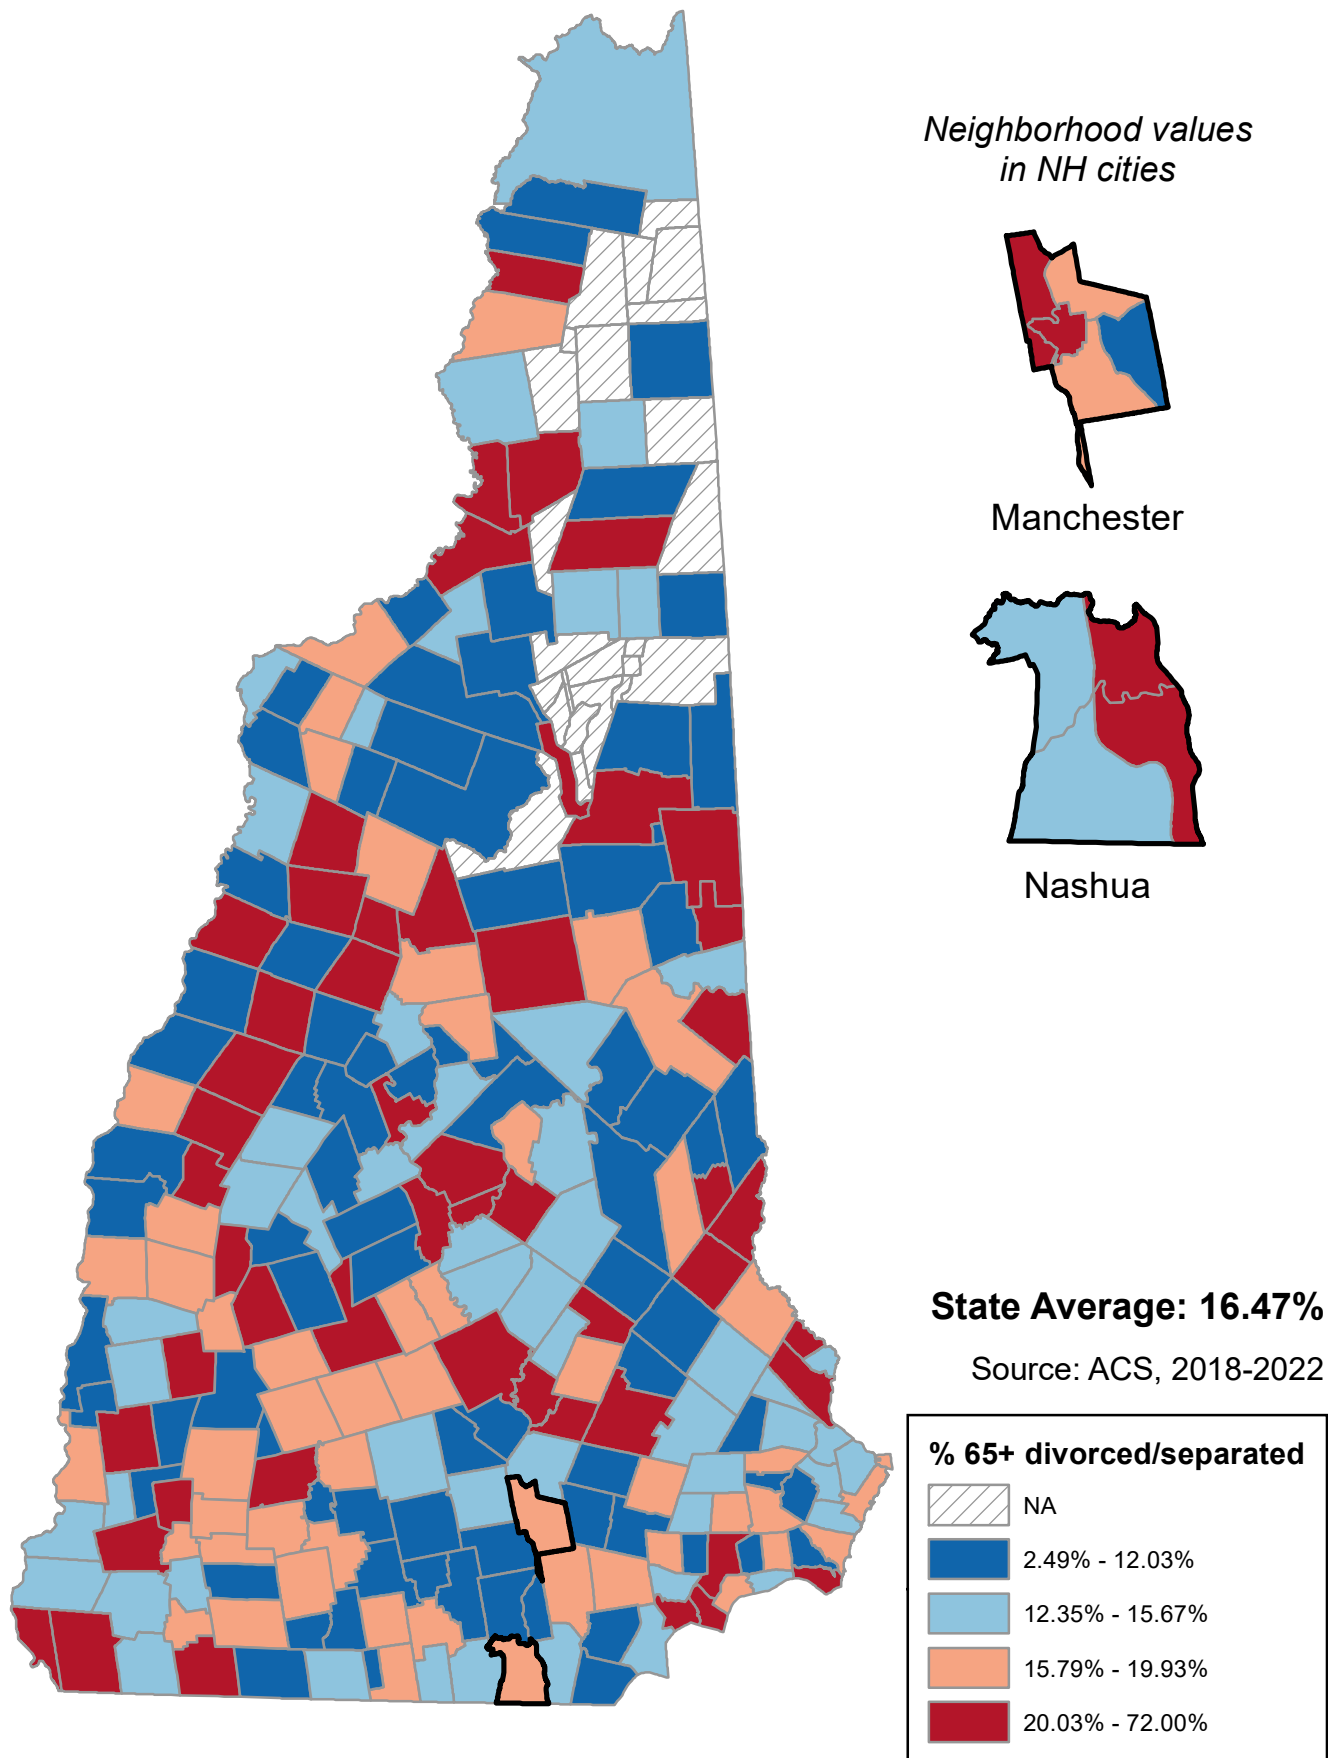 Neighborhood values
in NH cities
Manchester
Nashua
State Average: 16.47%
Source: ACS, 2018-2022
% 65+ divorced/separated
NA
2.49% - 12.03%
12.35% - 15.67%
15.79% - 19.93%
20.03% - 72.00%